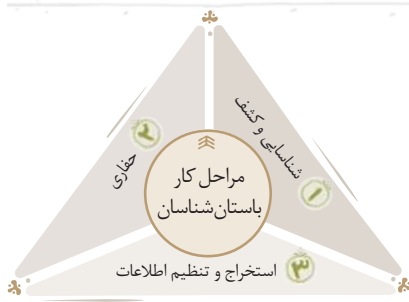 مراحل کار
باستان‌شناسان
۱ شناسایی و کشف
۲ حفاری
۳ استخراج و تنظیم اطلاعات